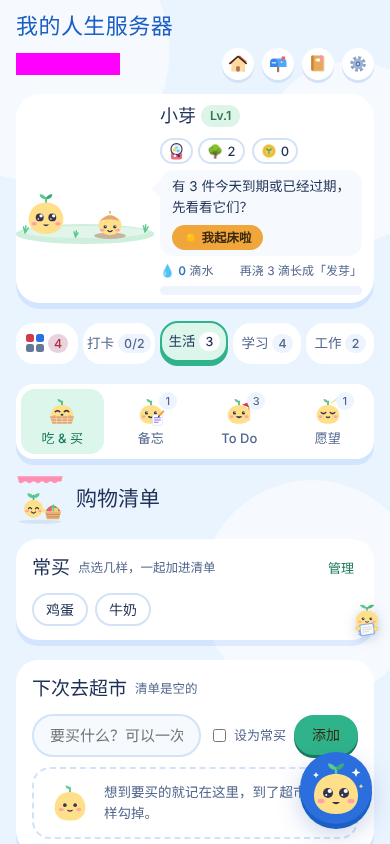 我的人生服务器
小芽 Lv.1
2 0
有 3 件今天到期或已经过期，
先看看它们？
我起床啦
0 滴水 再浇 3 滴长成「发芽」
4 打卡 0/2 生活 3 学习 4 工作 2
1 3 1
吃 & 买 备忘 To Do 愿望
购物清单
常买 点选几样，一起加进清单 管理
鸡蛋 牛奶
下次去超市 清单是空的
要买什么？可以一次 设为常买 添加
想要买的就记在这里，到了超市
样勾掉。